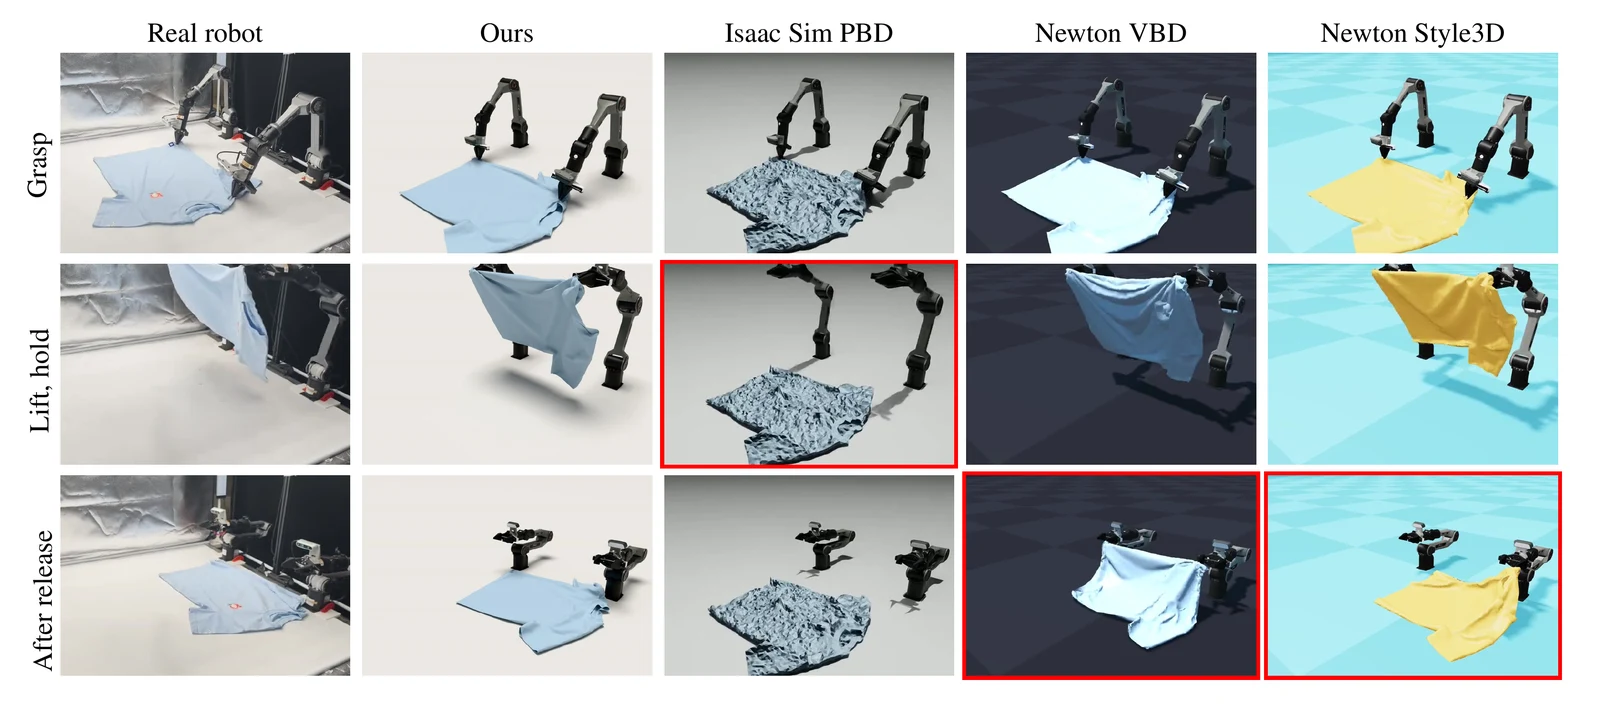 Real robot
Ours
Isaac Sim PBD
Newton VBD
Newton Style3D
Grasp
Lift, hold
After release